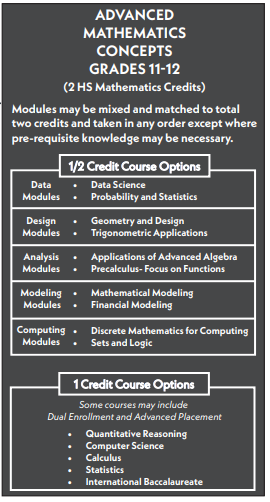 ADVANCED
MATHEMATICS
CONCEPTS
GRADES 11-12
(2 HS Mathematics Credits)
Modules may be mixed and matched to total
two credits and taken in any order except where
pre-requisite knowledge may be necessary.
1/2 Credit Course Options
Data Modules
• Data Science
• Probability and Statistics
Design Modules
• Geometry and Design
• Trigonometric Applications
Analysis Modules
• Applications of Advanced Algebra
• Precalculus- Focus on Functions
Modeling Modules
• Mathematical Modeling
• Financial Modeling
Computing Modules
• Discrete Mathematics for Computing
• Sets and Logic
1 Credit Course Options
Some courses may include
Dual Enrollment and Advanced Placement
• Quantitative Reasoning
• Computer Science
• Calculus
• Statistics
• International Baccalaureate